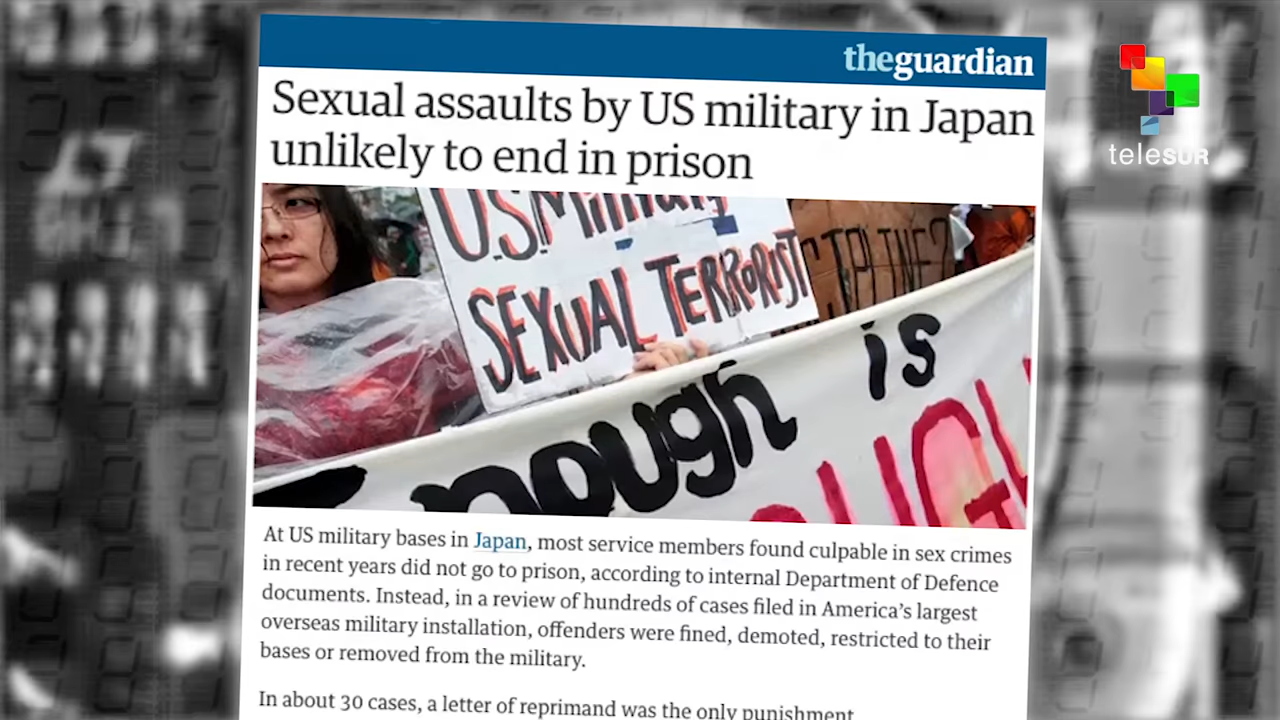 theguardian
teleSUR
Sexual assaults by US military in Japan
unlikely to end in prison
U.S Military
SEXUAL TERRORIST
is
Enough
At US military bases in Japan, most service members found culpable in sex crimes
in recent years did not go to prison, according to internal Department of Defence
documents. Instead, in a review of hundreds of cases filed in America's largest
overseas military installation, offenders were fined, demoted, restricted to their
bases or removed from the military.
In about 30 cases, a letter of reprimand was the only punishment